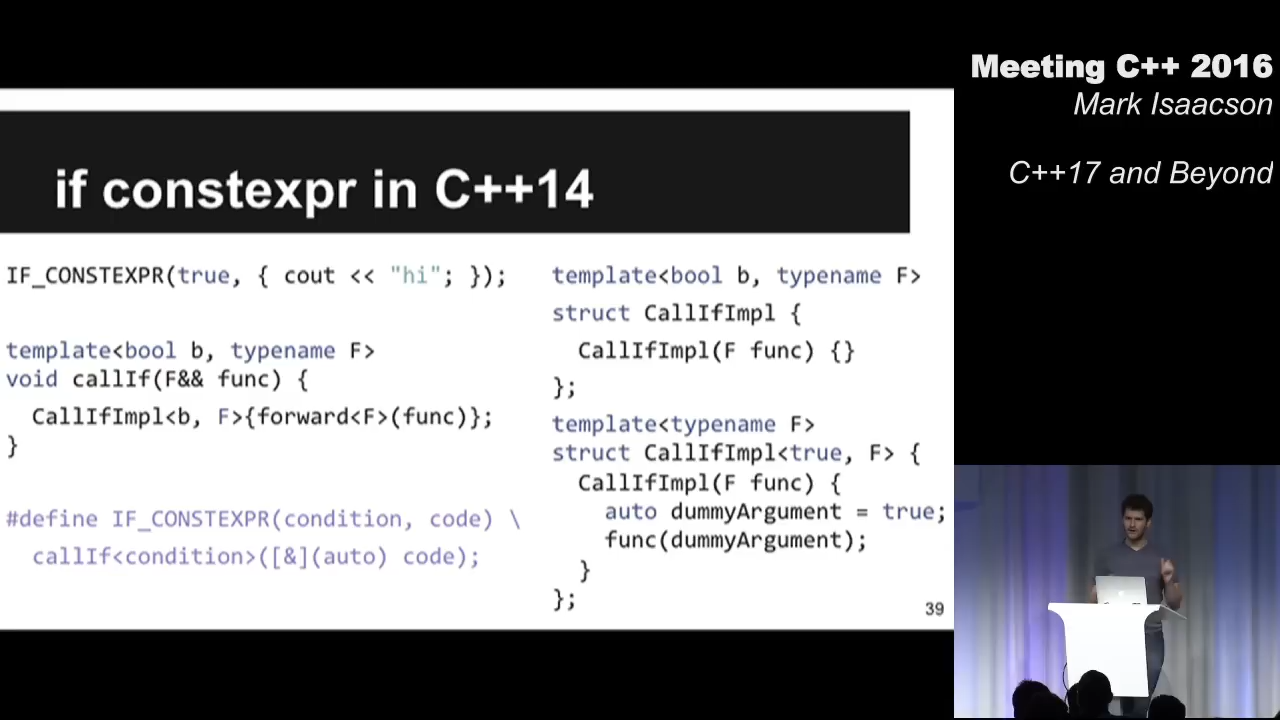 Meeting C++ 2016
Mark Isaacson
C++17 and Beyond
if constexpr in C++14
IF_CONSTEXPR(true, { cout << "hi"; });
template<bool b, typename F>
void callIf(F&& func) {
CallIfImpl<b, F>{forward<F>(func)};
}
#define IF_CONSTEXPR(condition, code) \
callIf<condition>([&](auto) code);
template<bool b, typename F>
struct CallIfImpl {
CallIfImpl(F func) {}
};
template<typename F>
struct CallIfImpl<true, F> {
CallIfImpl(F func) {
auto dummyArgument = true;
func(dummyArgument);
}
};
39